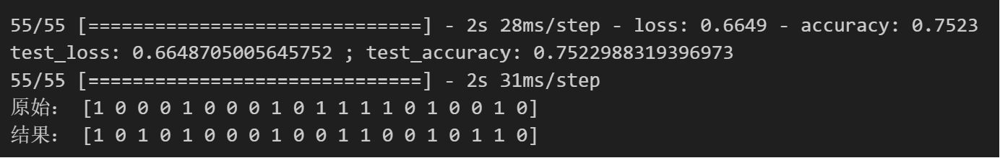 55/55 [==============================] - 2s 28ms/step - loss: 0.6649 - accuracy: 0.7523
test_loss: 0.6648705005645752 ; test_accuracy: 0.7522988319396973
55/55 [==============================] - 2s 31ms/step
原始： [1 0 0 0 1 0 0 0 1 0 1 1 1 1 0 1 0 0 1 0]
结果： [1 0 1 0 1 0 0 0 1 0 0 1 1 0 0 1 0 1 1 0]